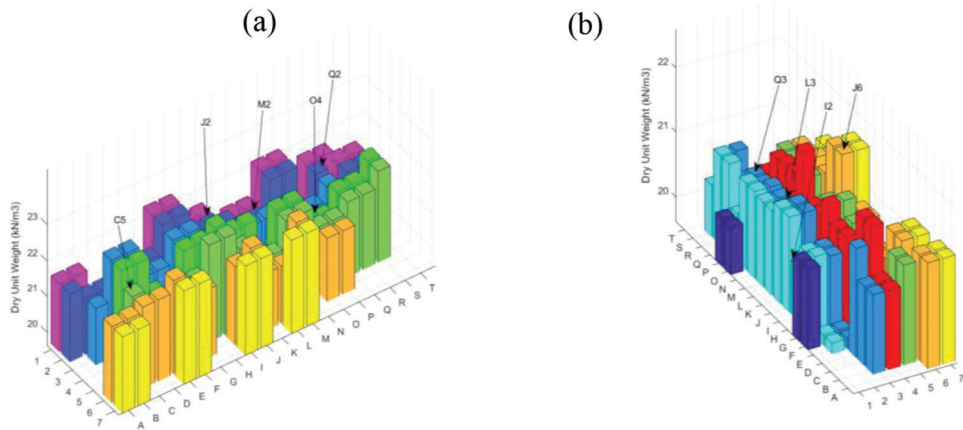 (a)
(b)
Q2
M2
O4
J2
C5
Dry Unit Weight (kN/m3)
23
22
21
20
1
2
3
4
5
6
7
A
B
C
D
E
F
G
H
I
J
K
L
M
N
O
P
Q
R
S
T
Q3
L3
J6
I2
Dry Unit Weight (kN/m3)
22
21
20
T
S
R
Q
P
O
N
M
L
K
J
I
H
G
F
E
D
C
B
A
1
2
3
4
5
6
7